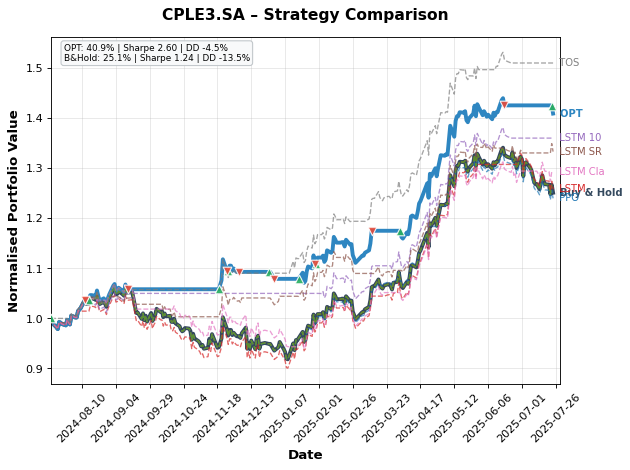 CPLE3.SA – Strategy Comparison
OPT: 40.9% | Sharpe 2.60 | DD -4.5%
B&Hold: 25.1% | Sharpe 1.24 | DD -13.5%
Normalised Portfolio Value
1.5
1.4
1.3
1.2
1.1
1.0
0.9
TOS
OPT
LSTM 10
LSTM SR
LSTM Cla
LSTM
Buy & Hold
PPO
2024-08-10
2024-09-04
2024-09-29
2024-10-24
2024-11-18
2024-12-13
2025-01-07
2025-02-01
2025-02-26
2025-03-23
2025-04-17
2025-05-12
2025-06-06
2025-07-01
2025-07-26
Date